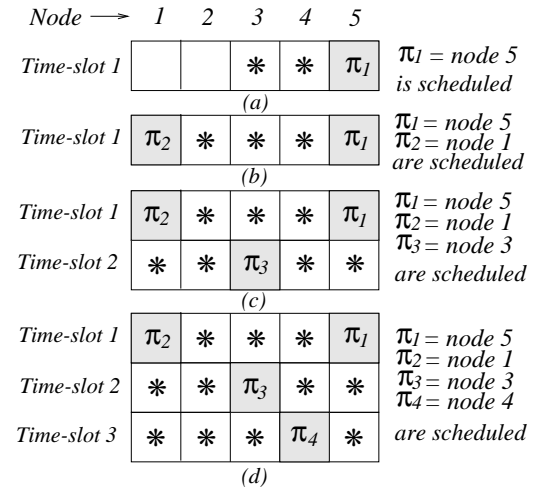 Node → 1 2 3 4 5
Time-slot 1 * * π1 π1 = node 5
is scheduled
(a)
Time-slot 1 π2 * * * π1 π1 = node 5
π2 = node 1
are scheduled
(b)
Time-slot 1 π2 * * * π1 π1 = node 5
π2 = node 1
Time-slot 2 * * π3 * * π3 = node 3
are scheduled
(c)
Time-slot 1 π2 * * * π1 π1 = node 5
π2 = node 1
Time-slot 2 * * π3 * * π3 = node 3
π4 = node 4
Time-slot 3 * * * π4 * are scheduled
(d)